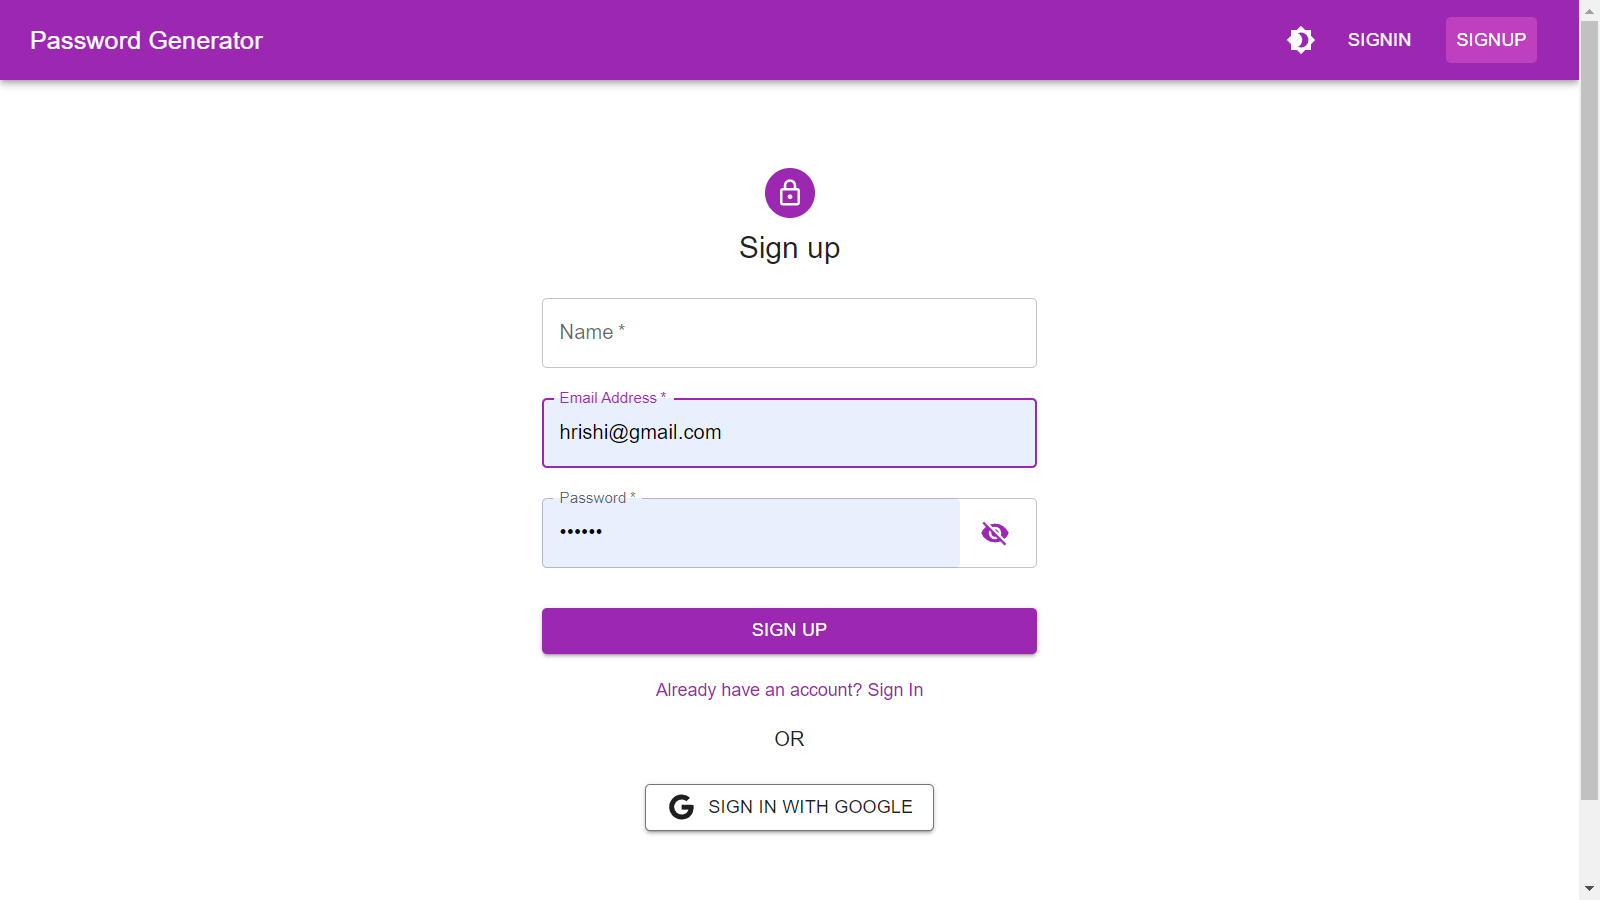 Password Generator
SIGNIN
SIGNUP
Sign up
Name *
Email Address *
hrishi@gmail.com
Password *
••••••
SIGN UP
Already have an account? Sign In
OR
G SIGN IN WITH GOOGLE